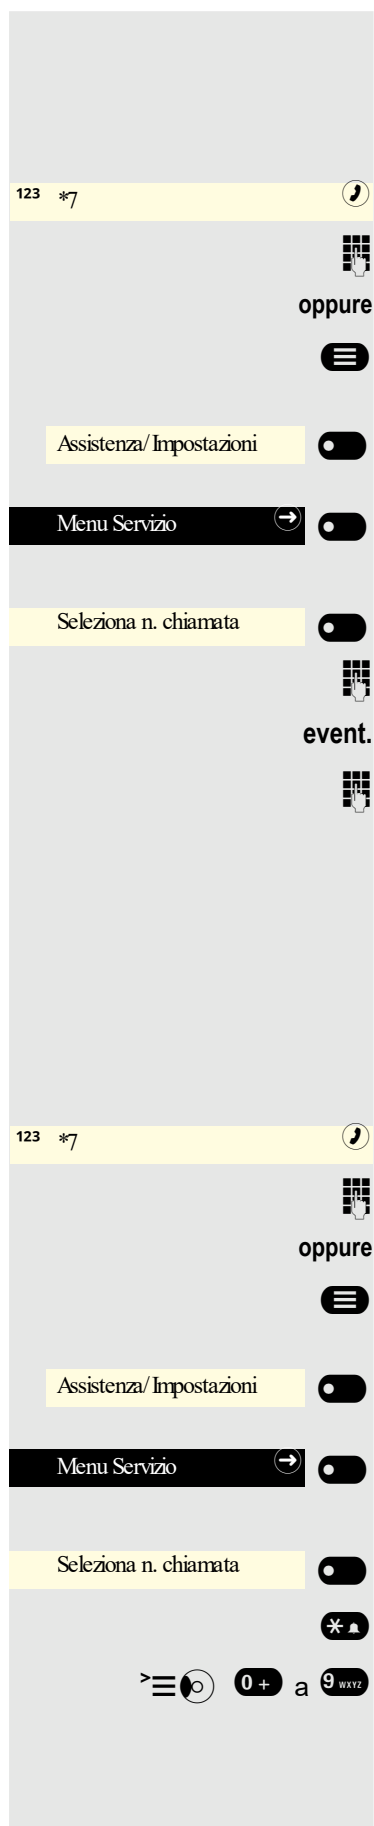 123 *7
oppure
Assistenza/Impostazioni
Menu Servizio
Seleziona n. chiamata
event.
123 *7
oppure
Assistenza/Impostazioni
Menu Servizio
Seleziona n. chiamata
0 + a 9 WXYZ